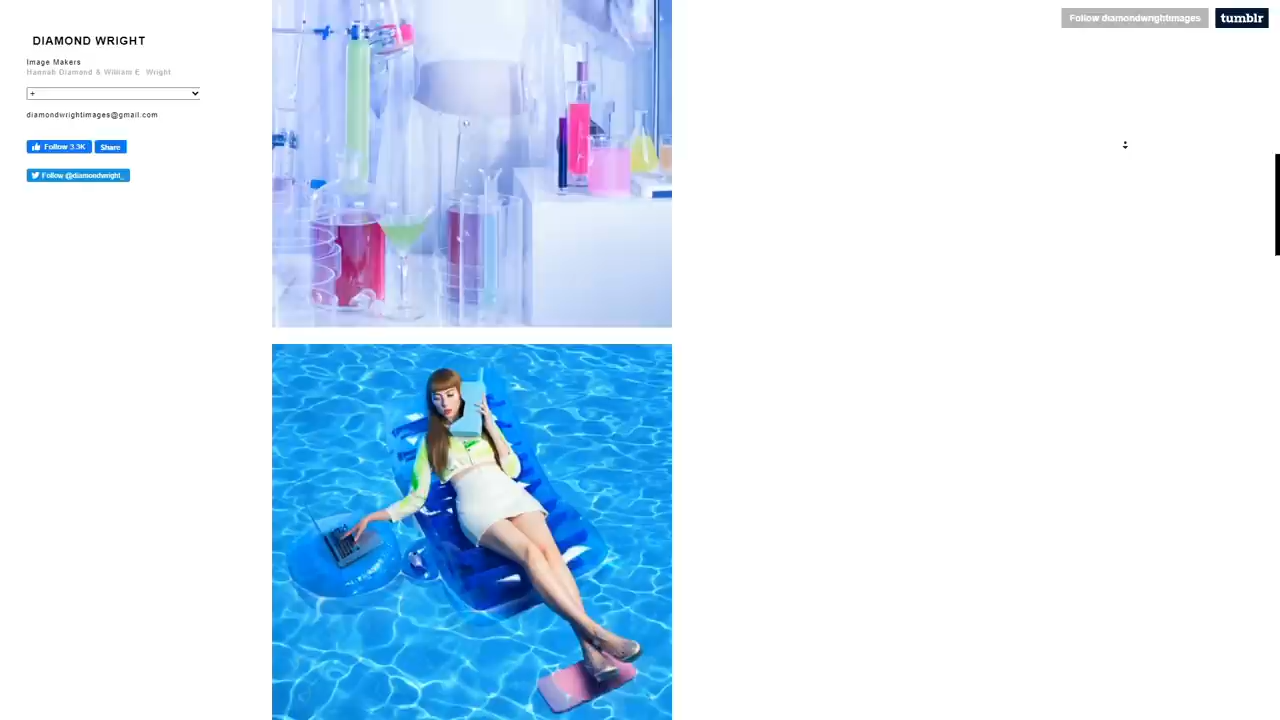 DIAMOND WRIGHT
Image Makers
Hannah Diamond & William E. Wright
+
diamondwrightimages@gmail.com
Follow 3.3K
Share
Follow @diamondwright_
Follow diamondwrightimages
tumblr